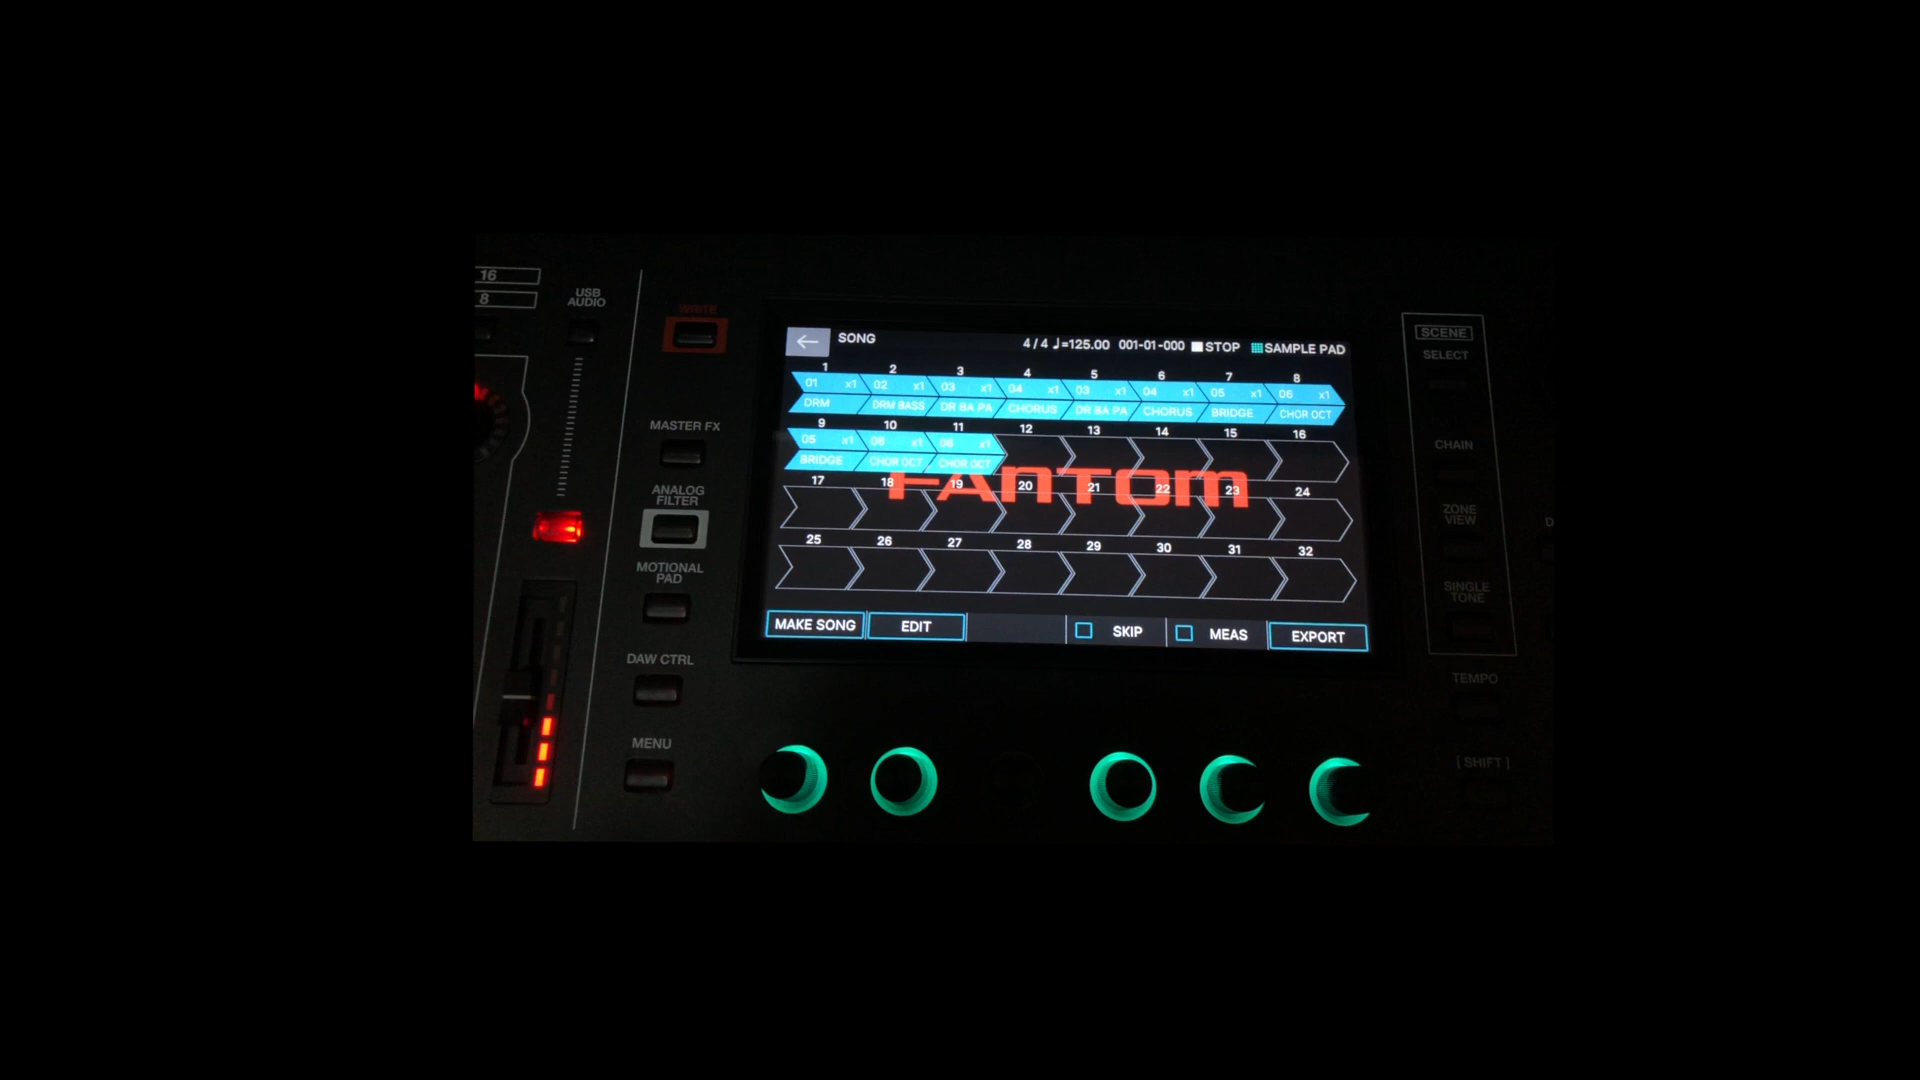 16
8
USB
AUDIO
WRITE
MASTER FX
ANALOG
FILTER
MOTIONAL
PAD
DAW CTRL
MENU
SONG
4/4 ♩=125.00 001-01-000 STOP SAMPLE PAD
1 2 3 4 5 6 7 8
01 x1 02 x1 03 x1 04 x1 03 x1 04 x1 05 x1 06 x1
DRM DRM BASS DR BA PA CHORUS DR BA PA CHORUS BRIDGE CHOR OCT
9 10 11 12 13 14 15 16
05 x1 06 x1 06 x1
BRIDGE CHOR OCT CHOR OCT
FANTOM
17 18 19 20 21 22 23 24
25 26 27 28 29 30 31 32
MAKE SONG EDIT SKIP MEAS EXPORT
SCENE
SELECT
CHAIN
ZONE
VIEW
SINGLE
TONE
TEMPO
[SHIFT]
D